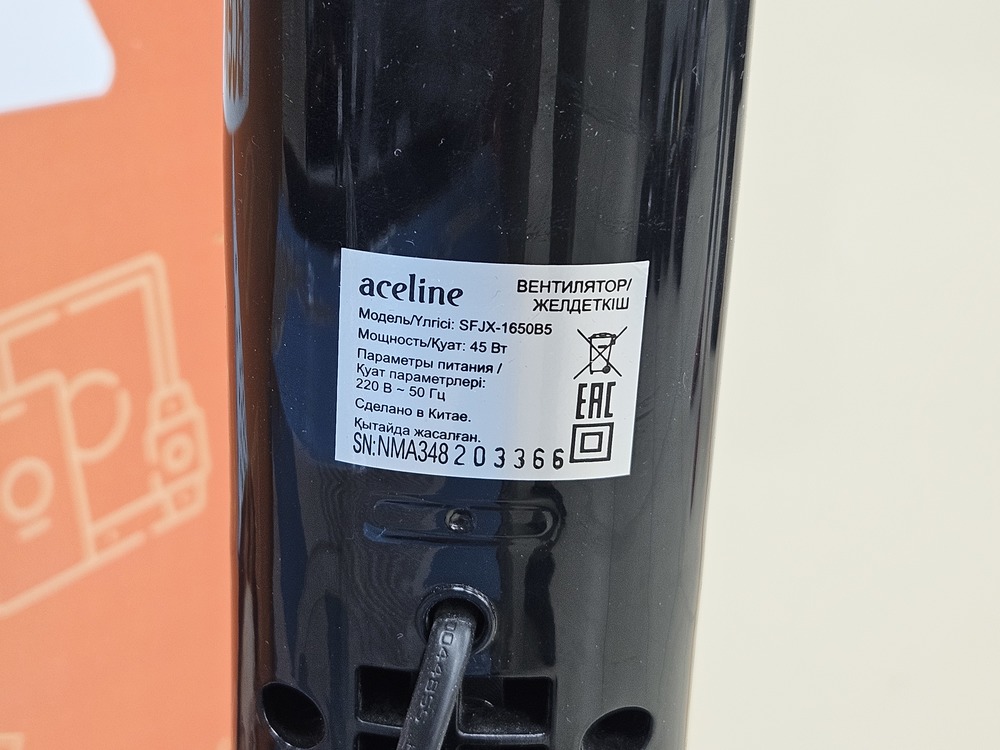 aceline
ВЕНТИЛЯТОР/
ЖЕЛДЕТКІШ
Модель/Үлгісі: SFJX-1650B5
Мощность/Қуат: 45 Вт
Параметры питания /
Қуат параметрлері:
220 В ~ 50 Гц
Сделано в Китае.
Қытайда жасалған.
EAC
SN:NMA348203366